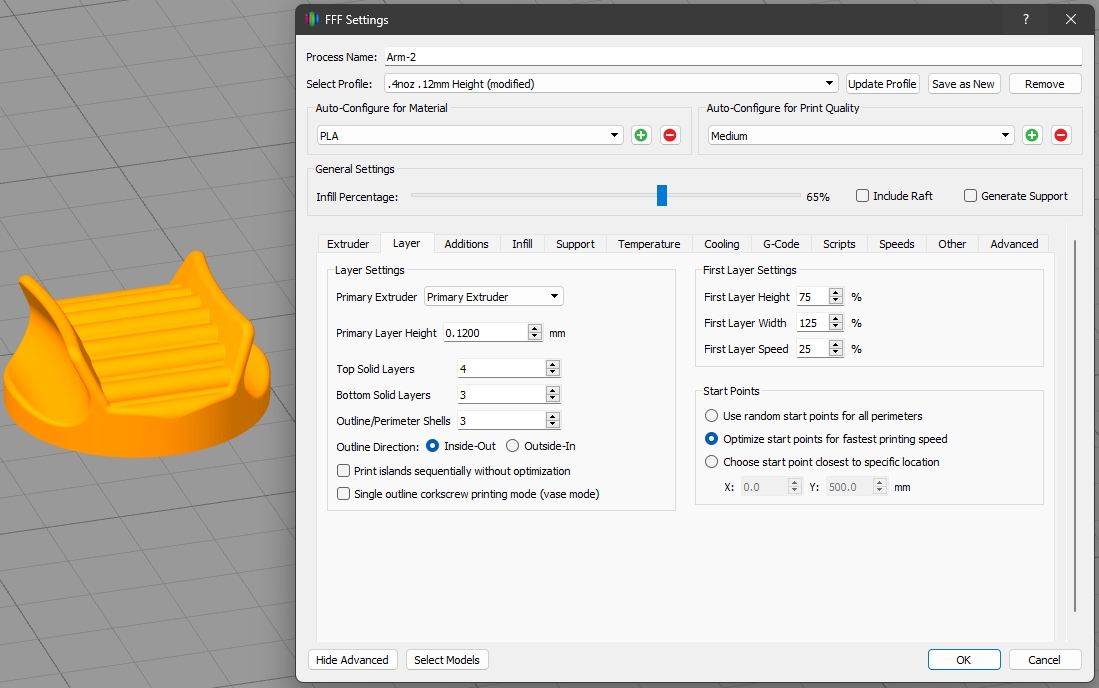 FFF Settings ?
Process Name: Arm-2
Select Profile: .4noz .12mm Height (modified) Update Profile Save as New Remove
Auto-Configure for Material Auto-Configure for Print Quality
PLA Medium
General Settings
Infill Percentage: 65% Include Raft Generate Support
Extruder Layer Additions Infill Support Temperature Cooling G-Code Scripts Speeds Other Advanced
Layer Settings First Layer Settings
Primary Extruder Primary Extruder First Layer Height 75 %
First Layer Width 125 %
Primary Layer Height 0.1200 mm
First Layer Speed 25 %
Top Solid Layers 4
Bottom Solid Layers 3 Start Points
Outline/Perimeter Shells 3 Use random start points for all perimeters
Outline Direction: Inside-Out Outside-In Optimize start points for fastest printing speed
Print islands sequentially without optimization Choose start point closest to specific location
Single outline corkscrew printing mode (vase mode) X: 0.0 Y: 500.0 mm
Hide Advanced Select Models OK Cancel